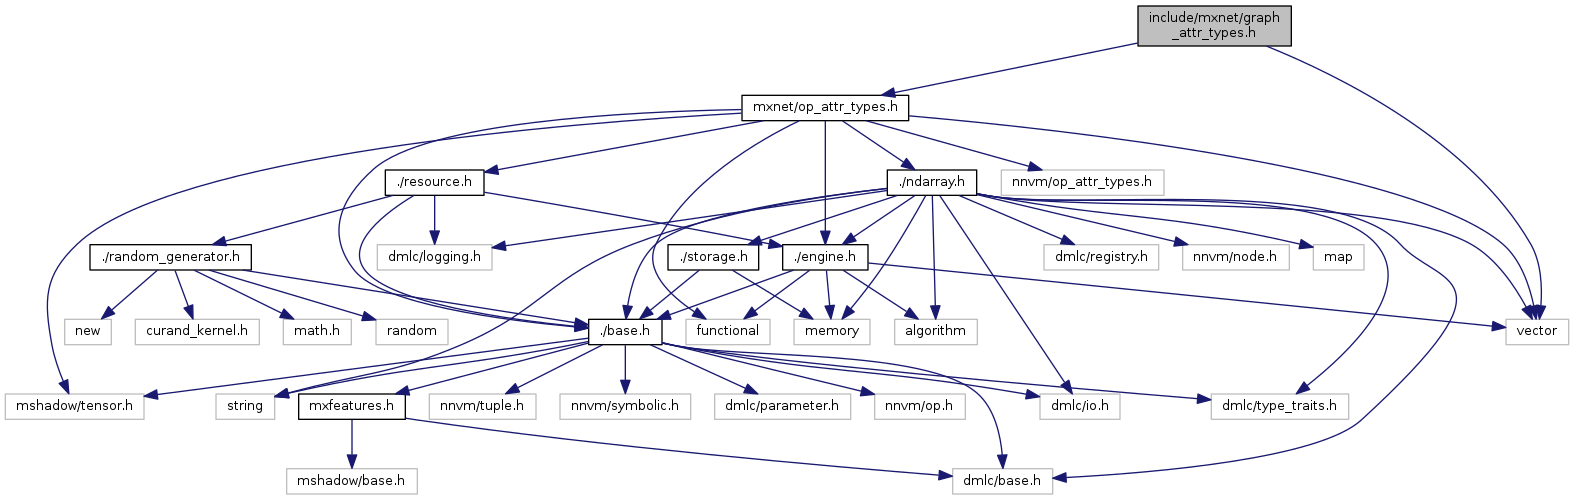 include/mxnet/graph
_attr_types.h
mxnet/op_attr_types.h
./resource.h
./ndarray.h
nnvm/op_attr_types.h
./random_generator.h
dmlc/logging.h
./storage.h
./engine.h
dmlc/registry.h
nnvm/node.h
map
new
curand_kernel.h
math.h
random
./base.h
functional
memory
algorithm
vector
mshadow/tensor.h
string
mxfeatures.h
nnvm/tuple.h
nnvm/symbolic.h
dmlc/parameter.h
nnvm/op.h
dmlc/io.h
dmlc/type_traits.h
mshadow/base.h
dmlc/base.h